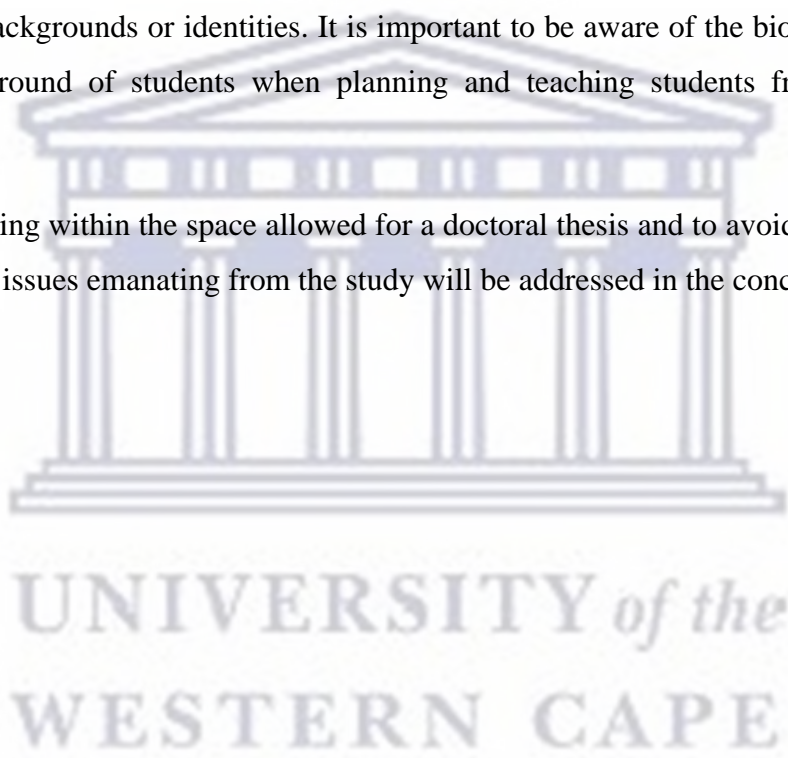 ackgrounds or identities. It is important to be aware of the bio
round of students when planning and teaching students fr
ing within the space allowed for a doctoral thesis and to avoid
issues emanating from the study will be addressed in the conc
UNIVERSITY of the
WESTERN CAPE